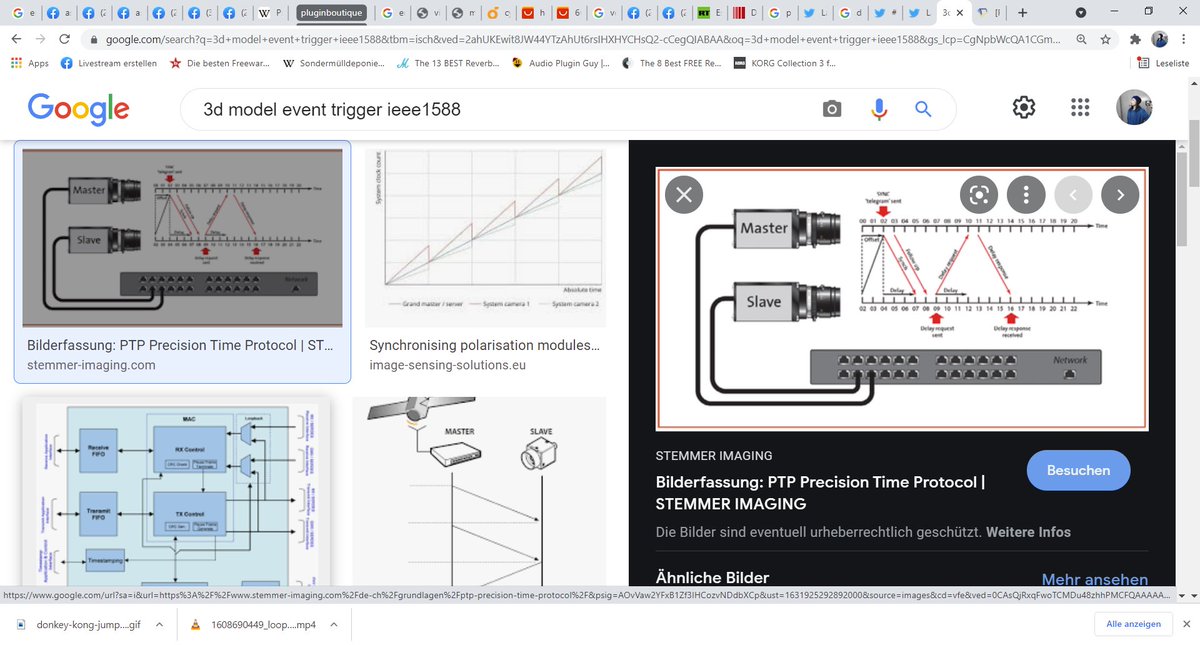 pluginboutique
google.com/search?q=3d+model+event+trigger+ieee1588&tbm=isch&ved=2ahUKEwit8JW44YTzAhUt6rsIHXHYCHsQ2-cCegQIABAA&oq=3d+model+event+trigger+ieee1588&gs_lcp=CgNpbWcQA1CGm...
Apps
Livestream erstellen
Die besten Freewar...
Sondermülldeponie...
The 13 BEST Reverb...
Audio Plugin Guy |...
The 8 Best FREE Re...
KORG Collection 3 f...
Leseliste
Google
3d model event trigger ieee1588
Master
Slave
Network
Bilderfassung: PTP Precision Time Protocol | ST...
stemmer-imaging.com
System clock count
Absolute time
Grand master / server
System camera 1
System camera 2
Synchronising polarisation modules...
image-sensing-solutions.eu
MAC
Loopback
Receive
FIFO
RX Control
Transmit
FIFO
TX Control
Timestamping
MASTER
SLAVE
SYNC
'telegram' sent
00 01 02 03 04 05 06 07 08 09 10 11 12 13 14 15 16 17 18 19 20
Time
Master
Offset
Synch
Follow up
Delay request
Delay response
Delay
Delay
Time
02 03 04 05 06 07 08 09 10 11 12 13 14 15 16 17 18 19 20 21 22
Slave
Delay request
sent
Delay response
received
Network
STEMMER IMAGING
Bilderfassung: PTP Precision Time Protocol |
STEMMER IMAGING
Besuchen
Die Bilder sind eventuell urheberrechtlich geschützt. Weitere Infos
Ähnliche Bilder
Mehr ansehen
https://www.google.com/url?sa=i&url=https%3A%2F%2Fwww.stemmer-imaging.com%2Fde-ch%2Fgrundlagen%2Fptp-precision-time-protocol%2F&psig=AOvVaw2YFxB1Zf3IHCozvNDdbXCp&ust=1631925292892000&source=images&cd=vfe&ved=0CAsQjRxqFwoTCMDu48zhhPMCFQAAAAA...
donkey-kong-jump....gif
1608690449_loop....mp4
Alle anzeigen